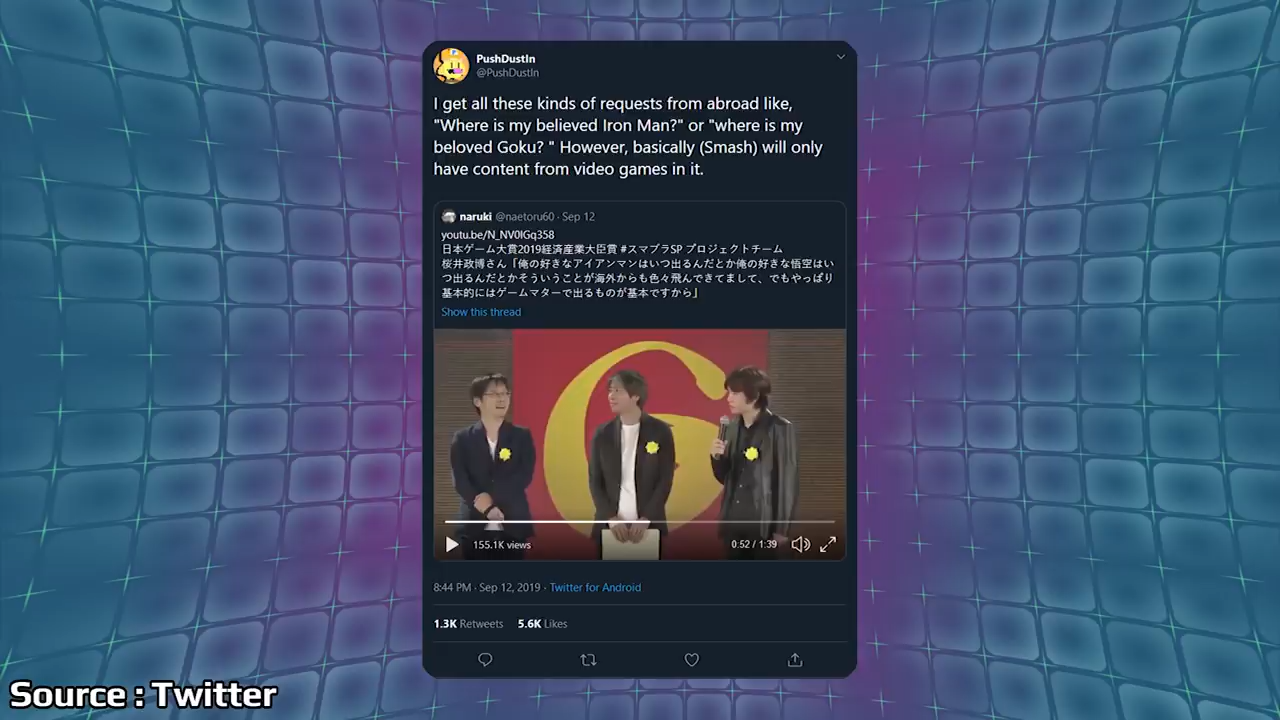 PushDustIn
@PushDustIn
I get all these kinds of requests from abroad like,
"Where is my believed Iron Man?" or "where is my
beloved Goku? " However, basically (Smash) will only
have content from video games in it.
naruki @naetoru60 · Sep 12
youtu.be/N_NV0lGq358
日本ゲーム大賞2019経済産業大臣賞 #スマブラSP プロジェクトチーム
桜井政博さん「俺の好きなアイアンマンはいつ出るんだとか俺の好きな悟空はい
つ出るんだとかそういうことが海外からも色々飛んできてまして、でもやっぱり
基本的にはゲームマターで出るものが基本ですから」
Show this thread
155.1K views
0:52 / 1:39
8:44 PM · Sep 12, 2019 · Twitter for Android
1.3K Retweets 5.6K Likes
Source : Twitter